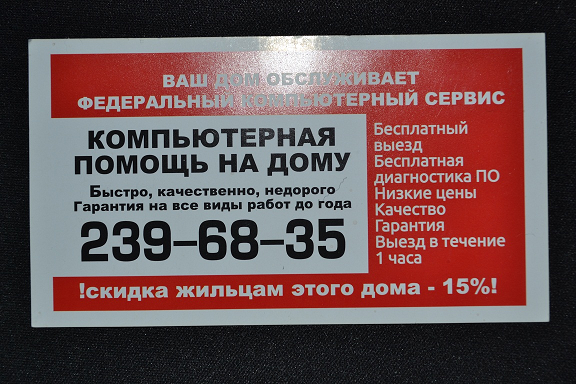 ВАШ ДОМ ОБСЛУЖИВАЕТ
ФЕДЕРАЛЬНЫЙ КОМПЬЮТЕРНЫЙ СЕРВИС
КОМПЬЮТЕРНАЯ
ПОМОЩЬ НА ДОМУ
Быстро, качественно, недорого
Гарантия на все виды работ до года
239–68–35
Бесплатный
выезд
Бесплатная
диагностика ПО
Низкие цены
Качество
Гарантия
Выезд в течение
1 часа
!скидка жильцам этого дома - 15%!